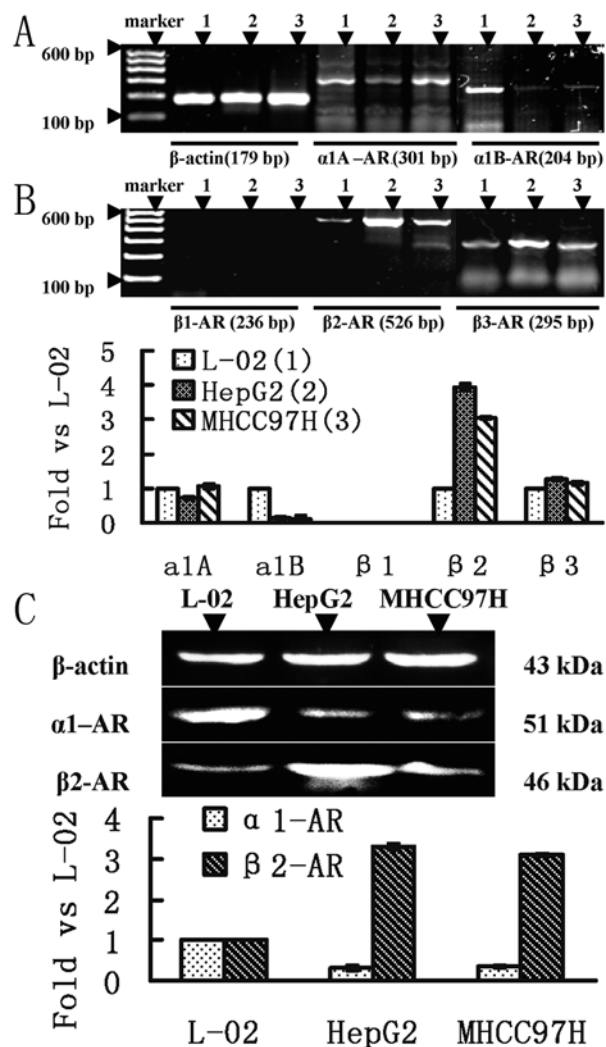 A
marker 1 2 3 1 2 3 1 2 3
600 bp
100 bp
β-actin(179 bp) α1A-AR(301 bp) α1B-AR(204 bp)
B
marker 1 2 3 1 2 3 1 2 3
600 bp
100 bp
β1-AR (236 bp) β2-AR (526 bp) β3-AR (295 bp)
Fold vs L-02
5
4
3
2
1
0
L-02(1)
HepG2(2)
MHCC97H(3)
a1A a1B β1 β2 β3
C
L-02 HepG2 MHCC97H
β-actin 43 kDa
α1-AR 51 kDa
β2-AR 46 kDa
Fold vs L-02
4
3
2
1
0
α1-AR
β2-AR
L-02 HepG2 MHCC97H